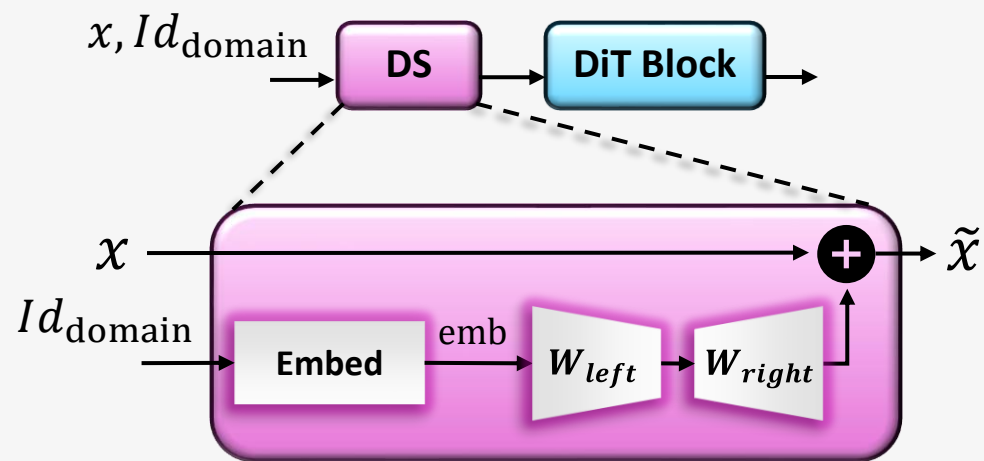 x, Id_domain
DS
DiT Block
x
+
x̃
Id_domain
Embed
emb
W_left
W_right